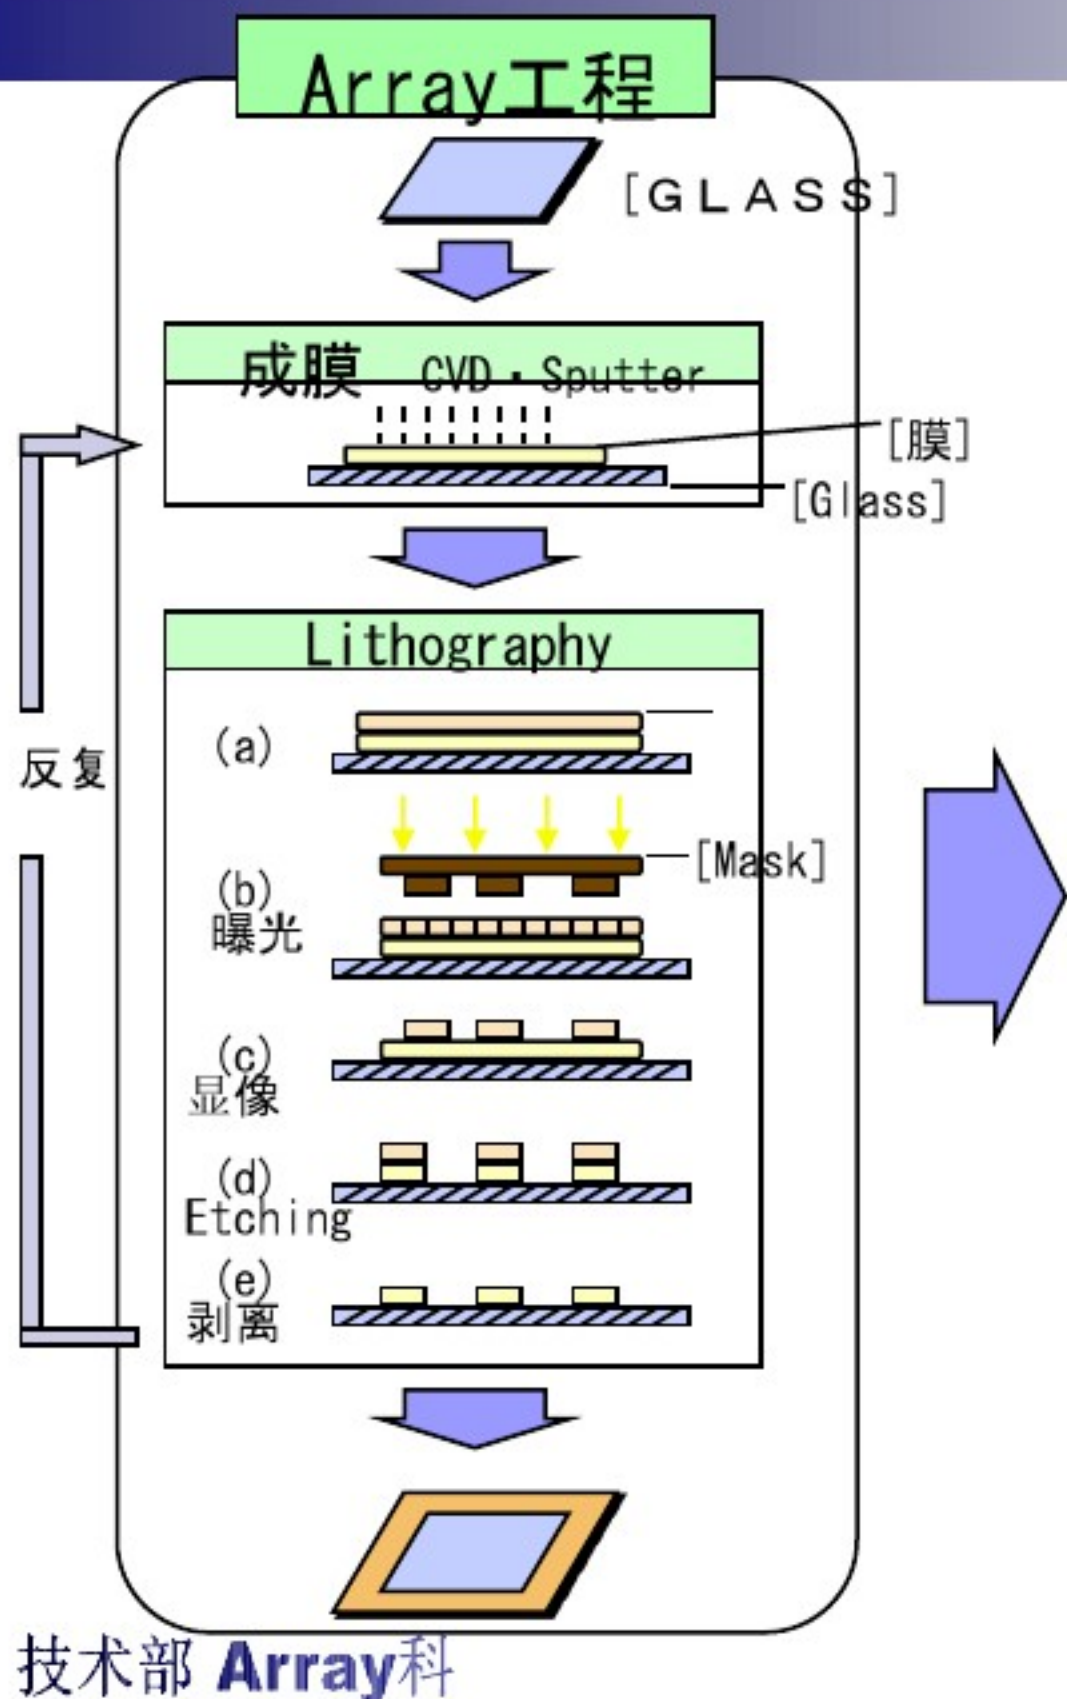 Array工程
[ＧＬＡＳＳ]
成膜 CVD・Sputter
[膜]
[Glass]
Lithography
(a)
反复
[Mask]
(b)
曝光
(c)
显像
(d)
Etching
(e)
剥离
技术部 Array科